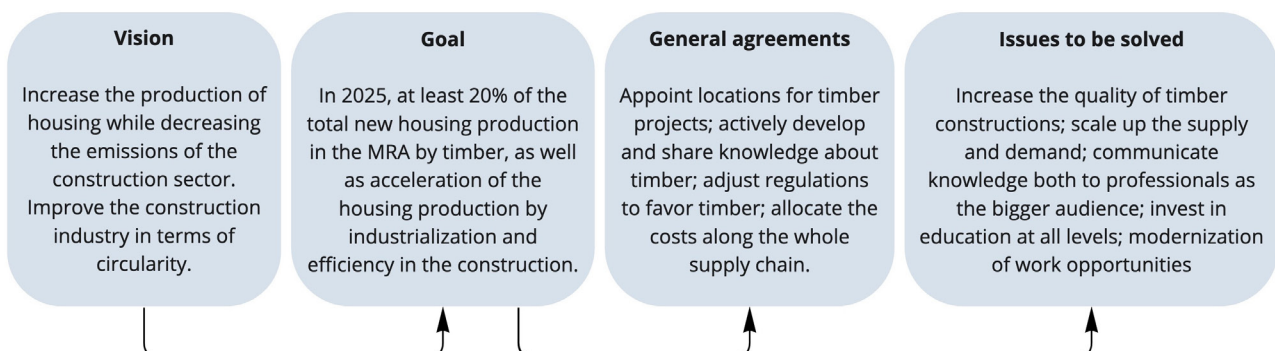 Vision
Increase the production of
housing while decreasing
the emissions of the
construction sector.
Improve the construction
industry in terms of
circularity.
Goal
In 2025, at least 20% of the
total new housing production
in the MRA by timber, as well
as acceleration of the
housing production by
industrialization and
efficiency in the construction.
General agreements
Appoint locations for timber
projects; actively develop
and share knowledge about
timber; adjust regulations
to favor timber; allocate the
costs along the whole
supply chain.
Issues to be solved
Increase the quality of timber
constructions; scale up the supply
and demand; communicate
knowledge both to professionals as
the bigger audience; invest in
education at all levels; modernization
of work opportunities